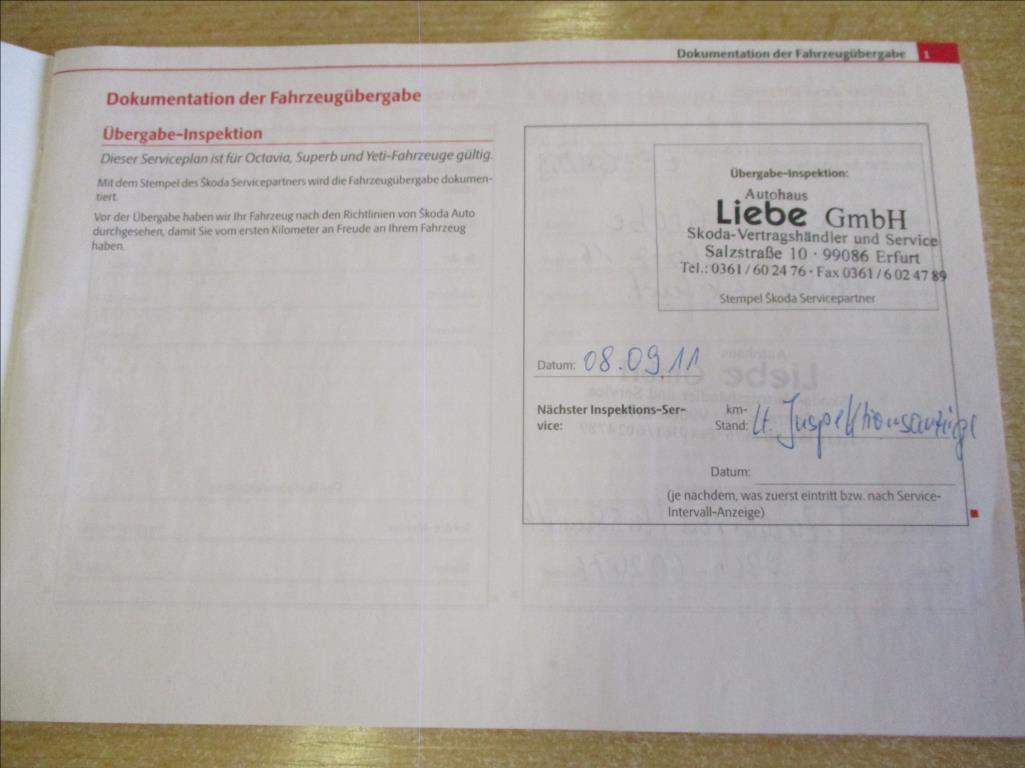 Dokumentation der Fahrzeugübergabe 1
Dokumentation der Fahrzeugübergabe
Übergabe-Inspektion
Dieser Serviceplan ist für Octavia, Superb und Yeti-Fahrzeuge gültig.
Mit dem Stempel des Škoda Servicepartners wird die Fahrzeugübergabe dokumen-
tiert.
Vor der Übergabe haben wir Ihr Fahrzeug nach den Richtlinien von Škoda Auto
durchgesehen, damit Sie vom ersten Kilometer an Freude an Ihrem Fahrzeug
haben.
Übergabe-Inspektion:
Autohaus
Liebe GmbH
Skoda-Vertragshändler und Service
Salzstraße 10 · 99086 Erfurt
Tel.: 0361/60 24 76 · Fax 0361/6 02 47 89
Stempel Škoda Servicepartner
Datum: 08.09.11
Nächster Inspektions-Ser-
vice:
km-
Stand: lt. Inspektionsanzeige
Datum:
(je nachdem, was zuerst eintritt bzw. nach Service-
Intervall-Anzeige)